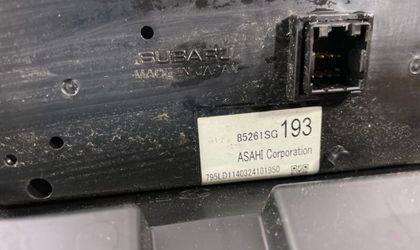 SUBARU
MADE IN JAPAN
85261SG 193
ASAHI Corporation
795LD1140324101950